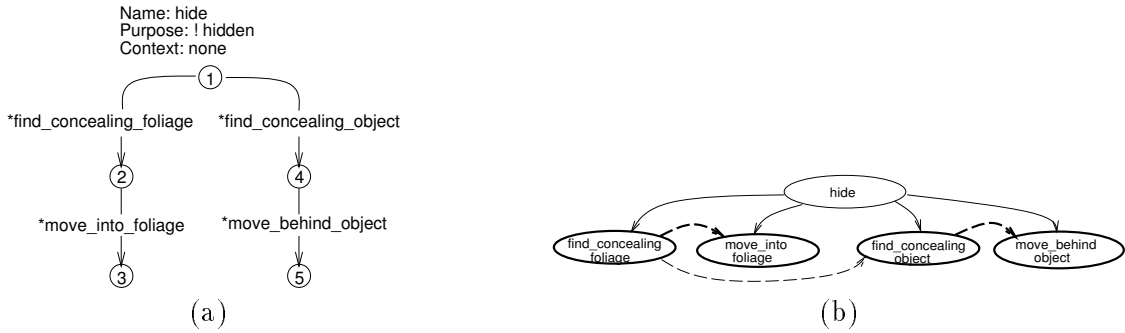 Name: hide
Purpose: ! hidden
Context: none
1
*find_concealing_foliage
*find_concealing_object
2
4
*move_into_foliage
*move_behind_object
3
5
(a)
hide
find_concealing
foliage
move_into
foliage
find_concealing
object
move_behind
object
(b)